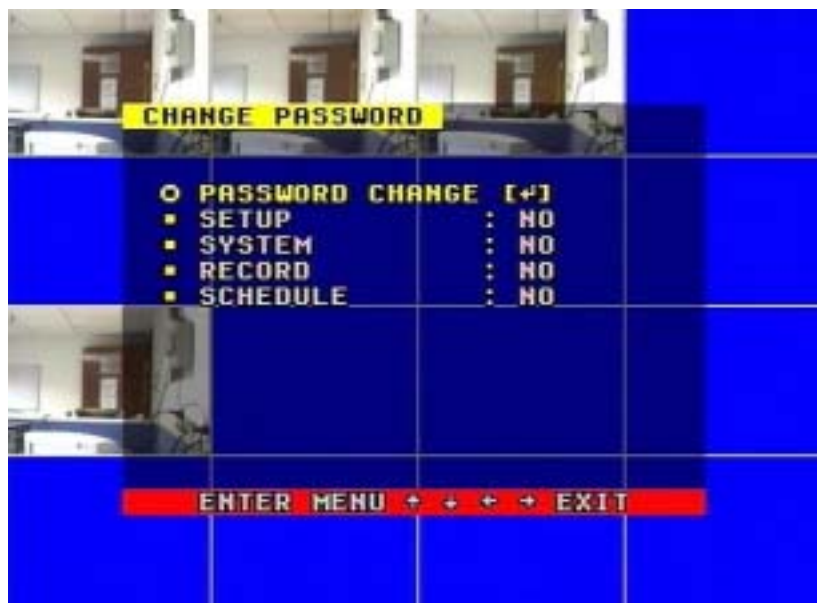 CHANGE PASSWORD
PASSWORD CHANGE [↵]
SETUP : NO
SYSTEM : NO
RECORD : NO
SCHEDULE : NO
ENTER MENU ↑ ↓ ← → EXIT